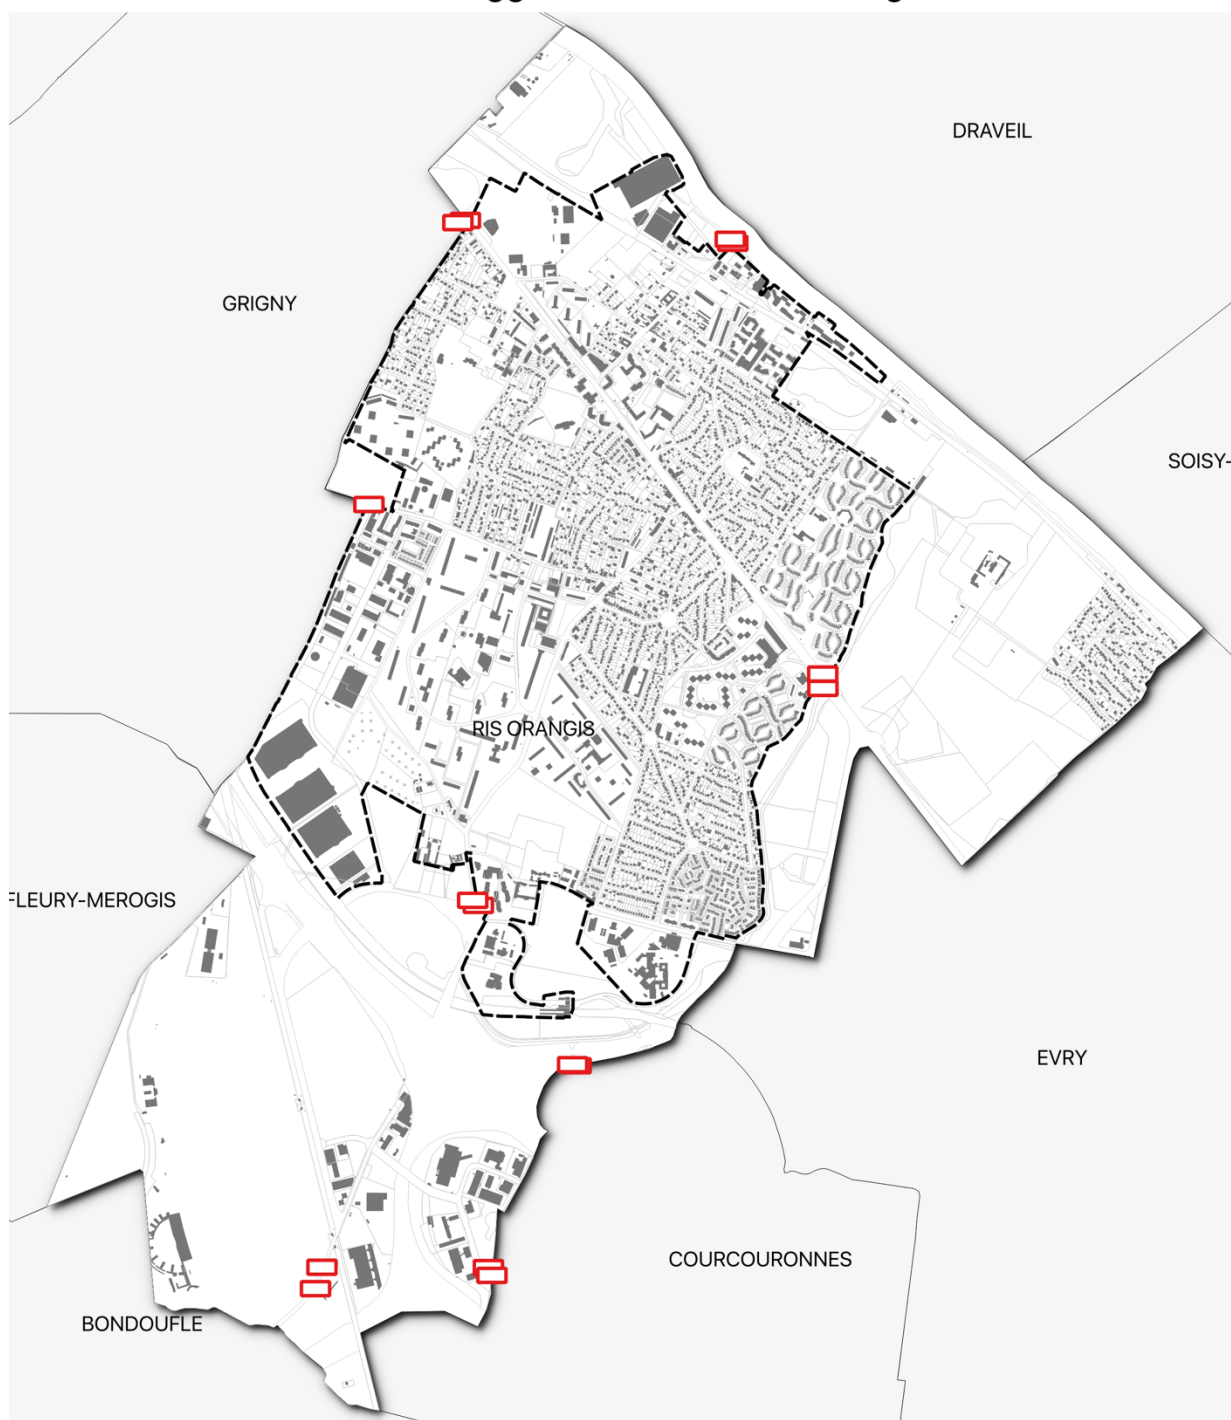 DRAVEIL
GRIGNY
SOISY-
RIS ORANGIS
FLEURY-MEROGIS
EVRY
COURCOURONNES
BONDOUFLE